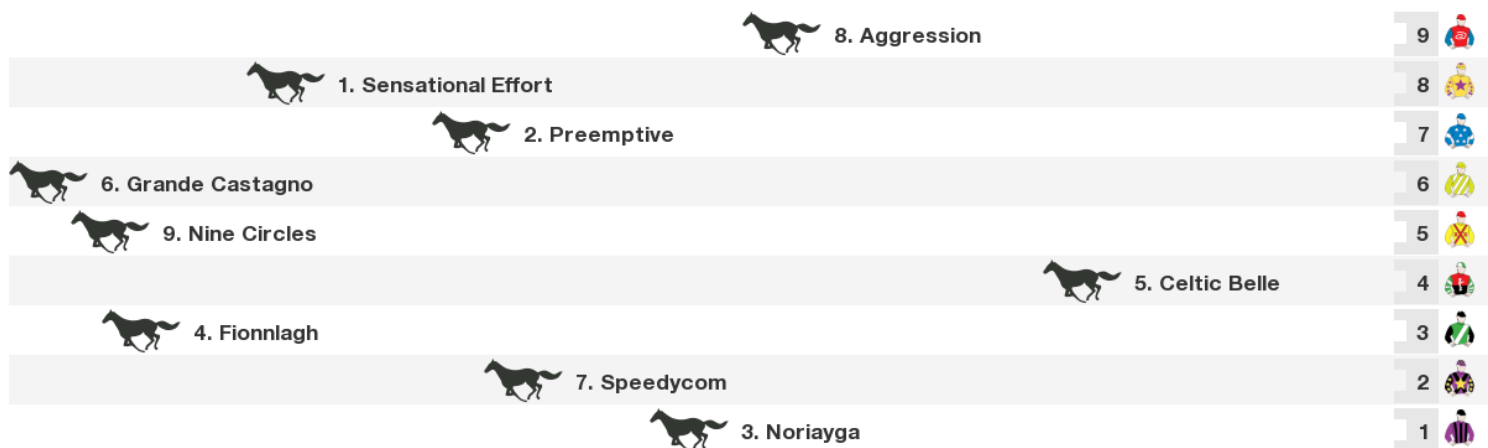 8. Aggression 9
1. Sensational Effort 8
2. Preemptive 7
6. Grande Castagno 6
9. Nine Circles 5
5. Celtic Belle 4
4. Fionnlagh 3
7. Speedycom 2
3. Noriayga 1